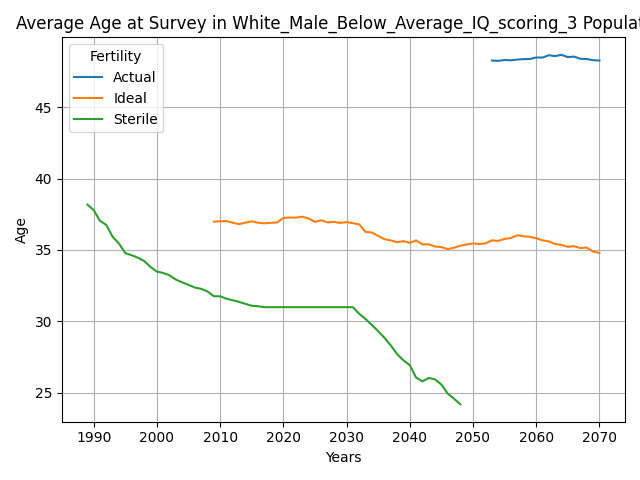 Average Age at Survey in White_Male_Below_Average_IQ_scoring_3 Populat
Fertility
Actual
Ideal
Sterile
45
40
35
30
25
Age
1990 2000 2010 2020 2030 2040 2050 2060 2070
Years